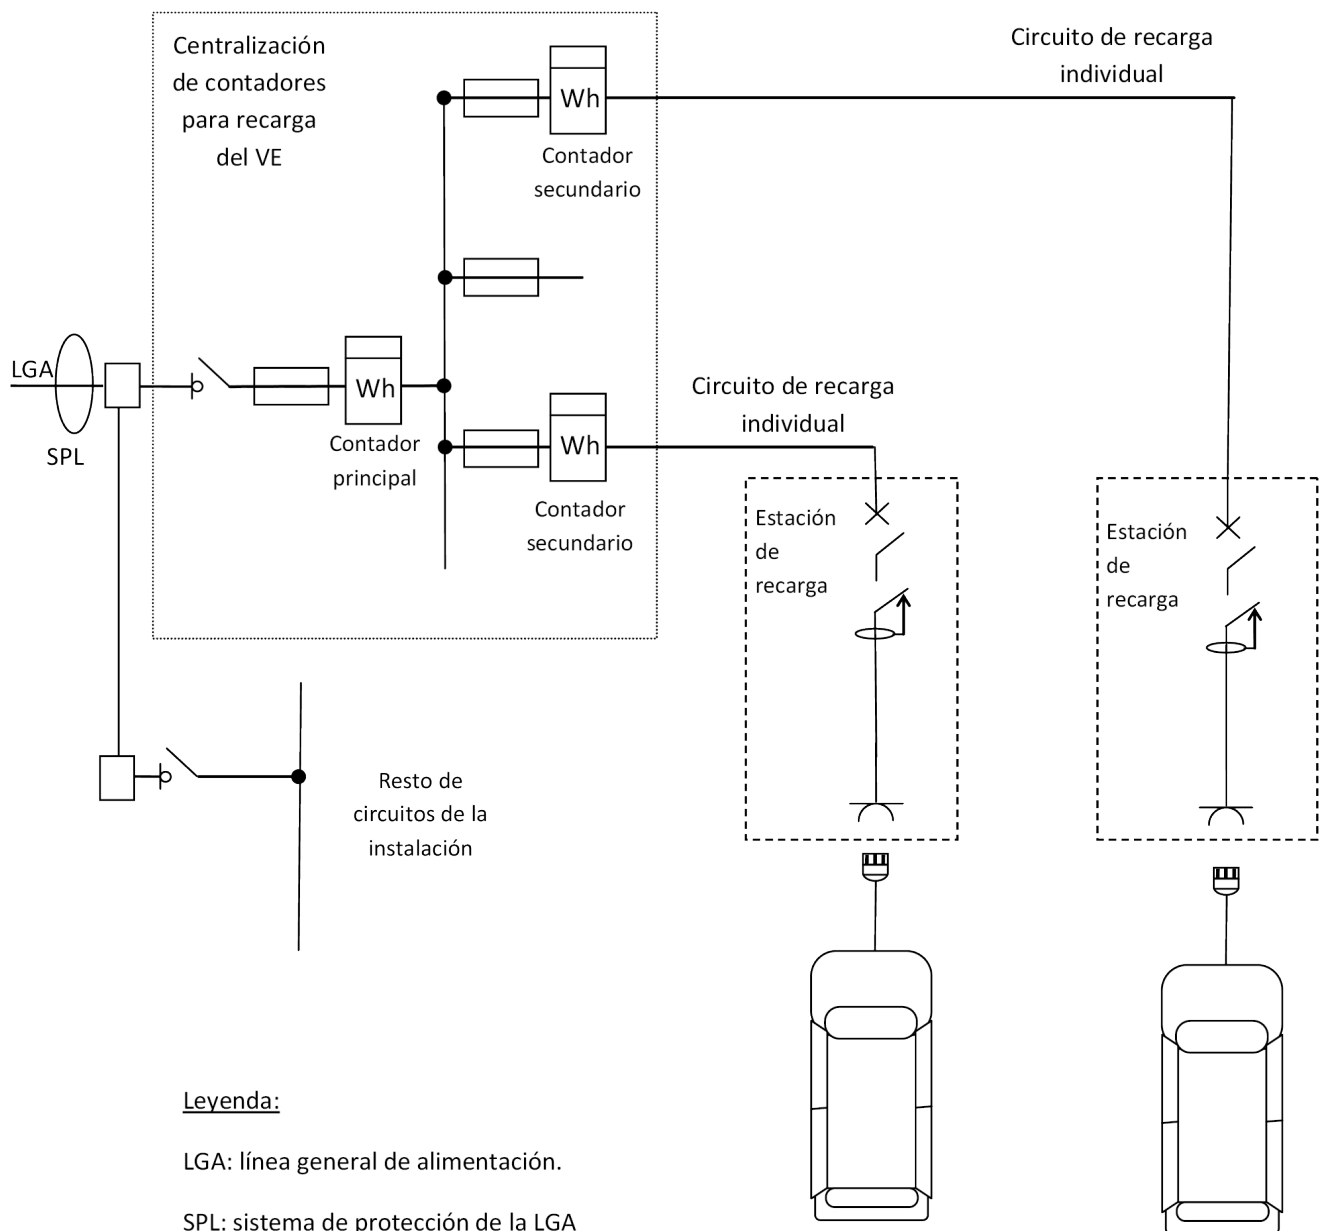 Centralización
de contadores
para recarga
del VE
Wh
Contador
secundario
Circuito de recarga
individual
LGA
SPL
Wh
Contador
principal
Wh
Contador
secundario
Circuito de recarga
individual
Estación
de
recarga
Estación
de
recarga
Resto de
circuitos de la
instalación
Leyenda:
LGA: línea general de alimentación.
SPL: sistema de protección de la LGA